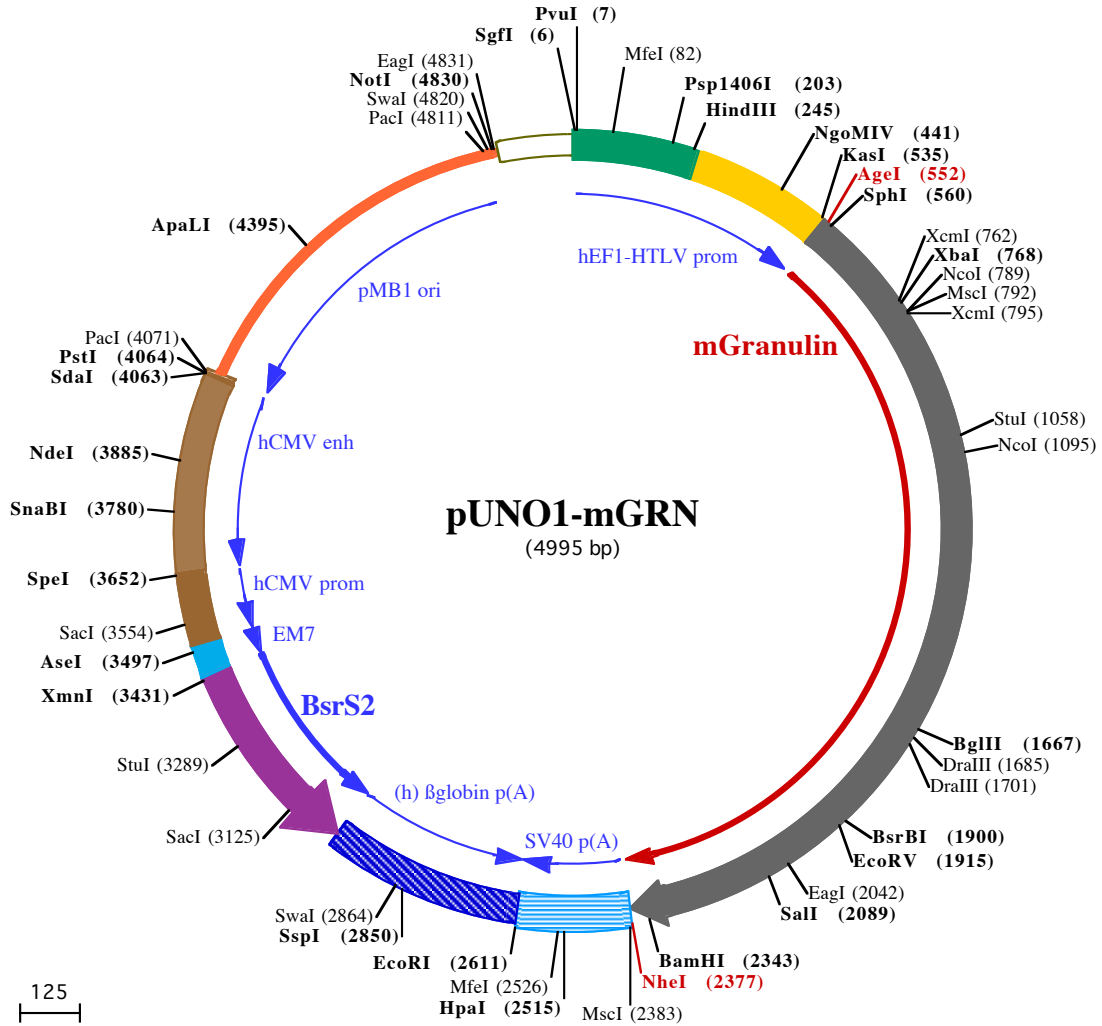 PvuI (7)
SgfI (6)
MfeI (82)
EagI (4831)
NotI (4830)
SwaI (4820)
PacI (4811)
Psp1406I (203)
HindIII (245)
NgoMIV (441)
KasI (535)
AgeI (552)
SphI (560)
ApaLI (4395)
XcmI (762)
XbaI (768)
NcoI (789)
MscI (792)
XcmI (795)
hEF1-HTLV prom
pMB1 ori
mGranulin
PacI (4071)
PstI (4064)
SdaI (4063)
StuI (1058)
NcoI (1095)
hCMV enh
NdeI (3885)
SnaBI (3780)
pUNO1-mGRN
(4995 bp)
SpeI (3652)
hCMV prom
SacI (3554)
EM7
AseI (3497)
XmnI (3431)
BsrS2
BglII (1667)
StuI (3289)
DraIII (1685)
DraIII (1701)
(h) ßglobin p(A)
SacI (3125)
SV40 p(A)
BsrBI (1900)
EcoRV (1915)
EagI (2042)
SalI (2089)
SwaI (2864)
SspI (2850)
EcoRI (2611)
BamHI (2343)
NheI (2377)
MfeI (2526)
HpaI (2515)
MscI (2383)
125